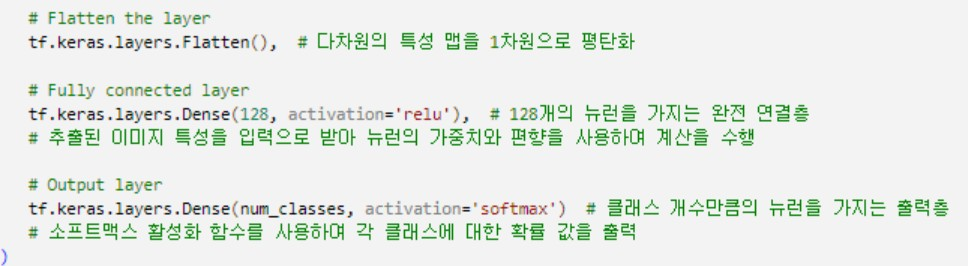 # Flatten the layer
tf.keras.layers.Flatten(),  # 다차원의 특성 맵을 1차원으로 평탄화
# Fully connected layer
tf.keras.layers.Dense(128, activation='relu'),  # 128개의 뉴런을 가지는 완전 연결층
# 추출된 이미지 특성을 입력으로 받아 뉴런의 가중치와 편향을 사용하여 계산을 수행
# Output layer
tf.keras.layers.Dense(num_classes, activation='softmax')  # 클래스 개수만큼의 뉴런을 가지는 출력층
# 소프트맥스 활성화 함수를 사용하여 각 클래스에 대한 확률 값을 출력
)